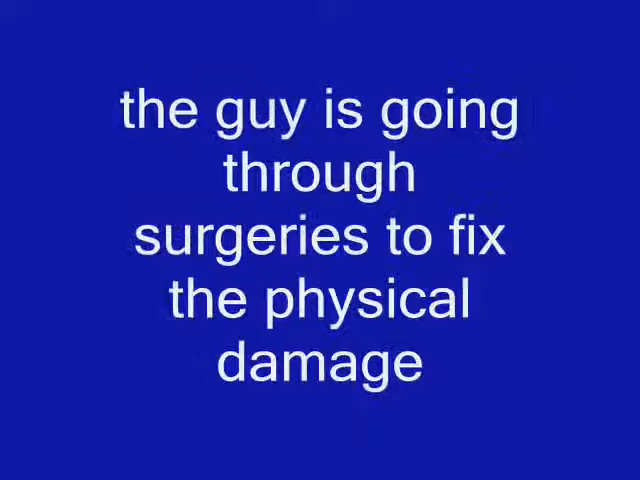 the guy is going
through
surgeries to fix
the physical
damage